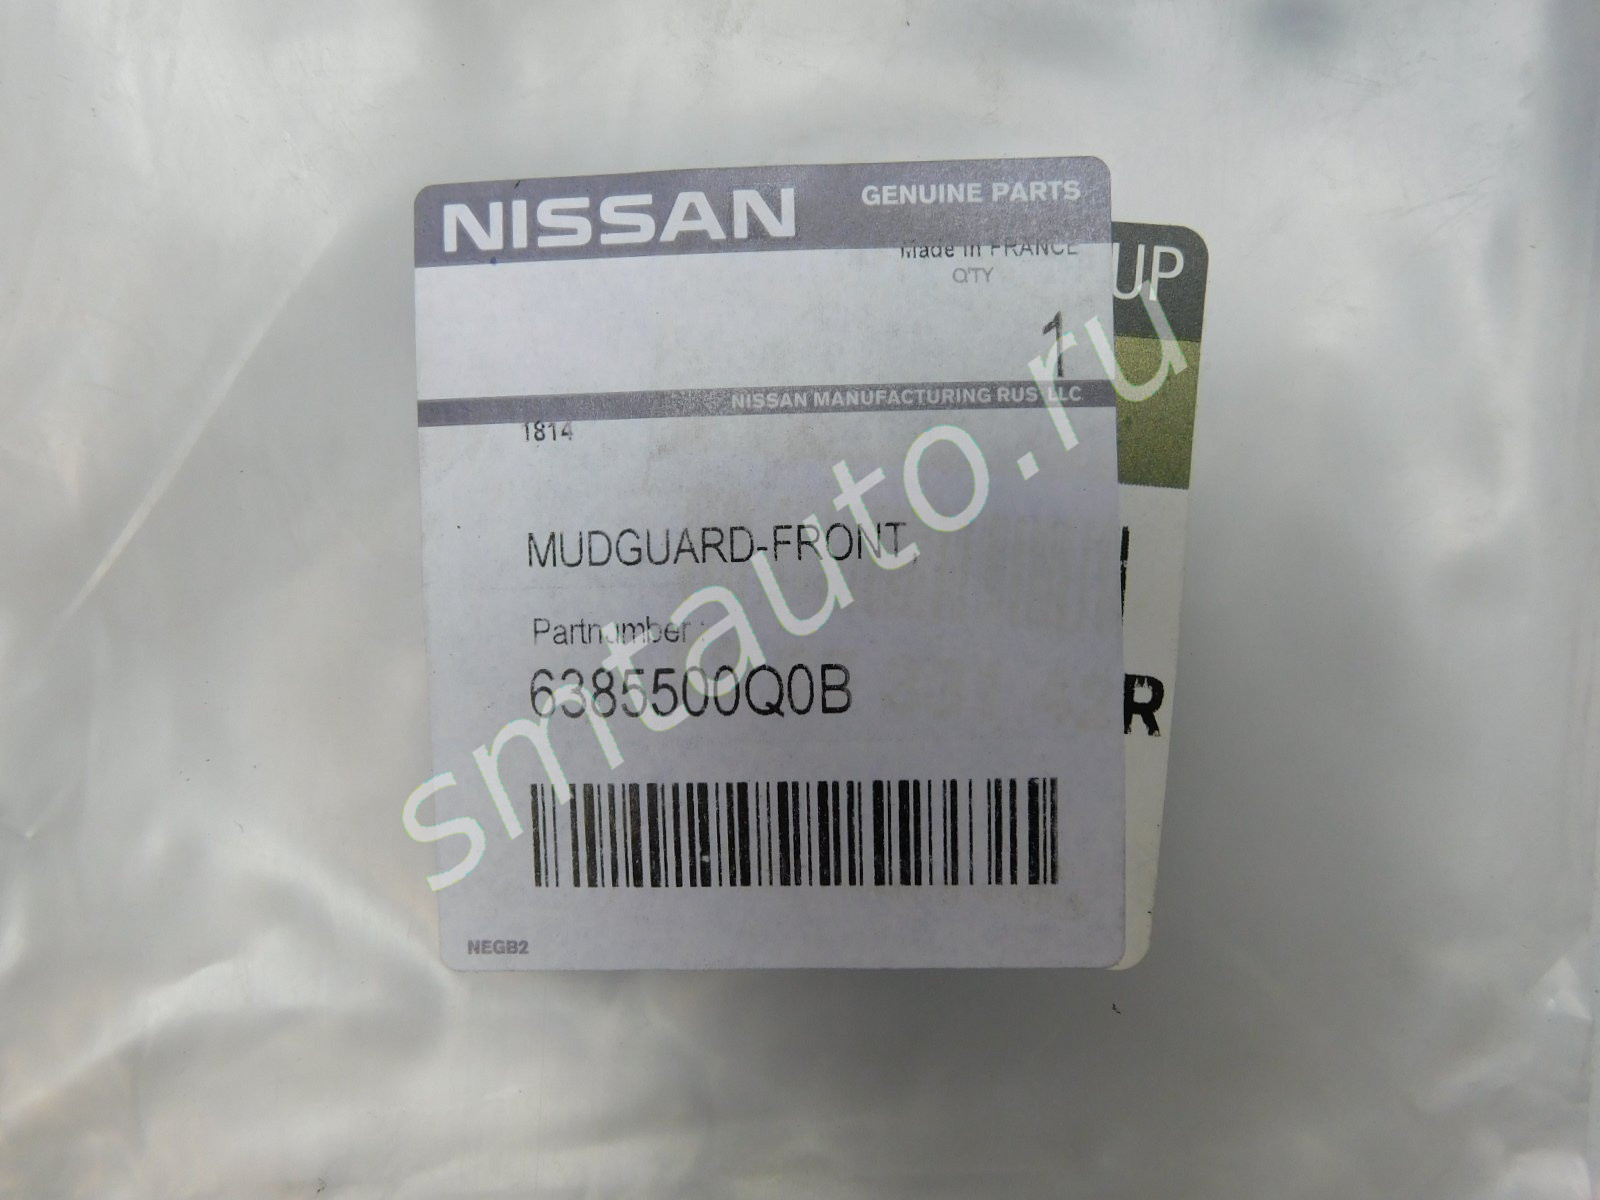 NISSAN GENUINE PARTS
Made in FRANCE
Q'TY
1
NISSAN MANUFACTURING RUS LLC
1814
MUDGUARD-FRONT,
Partnumber :
6385500Q0B
NEGB2
UP
R
smtauto.ru